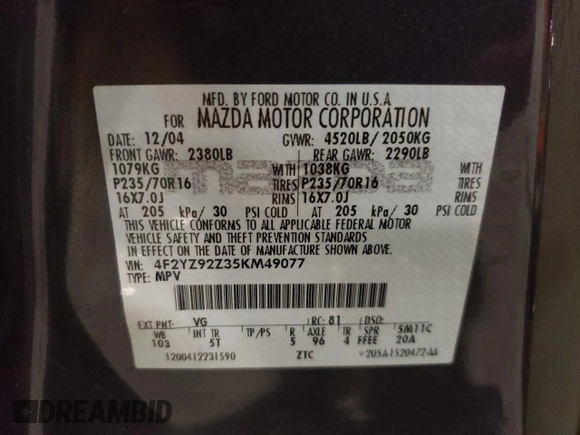 MFD. BY FORD MOTOR CO. IN U.S.A.
FOR MAZDA MOTOR CORPORATION
DATE: 12/04 GVWR: 4520LB/ 2050KG
FRONT GAWR: 2380LB REAR GAWR: 2290LB
1079KG WITH 1038KG WITH
P235/70R16 TIRES P235/70R16 TIRES
16X7.0J RIMS 16X7.0J RIMS
AT 205 kPa/ 30 PSI COLD AT 205 kPa/ 30 PSI COLD
THIS VEHICLE CONFORMS TO ALL APPLICABLE FEDERAL MOTOR
VEHICLE SAFETY AND THEFT PREVENTION STANDARDS
IN EFFECT ON THE DATE OF MANUFACTURE SHOWN ABOVE.
VIN: 4F2YZ92Z35KM49077
TYPE: MPV
mazda
EXT PNT: VG RC: 81 DSO:
WB BRK INT TR TP/PS R AXLE TR SPR 5M11C
103 5T 5 96 4 FFEE 20A
1200412231590 ZTC
DREAMBID